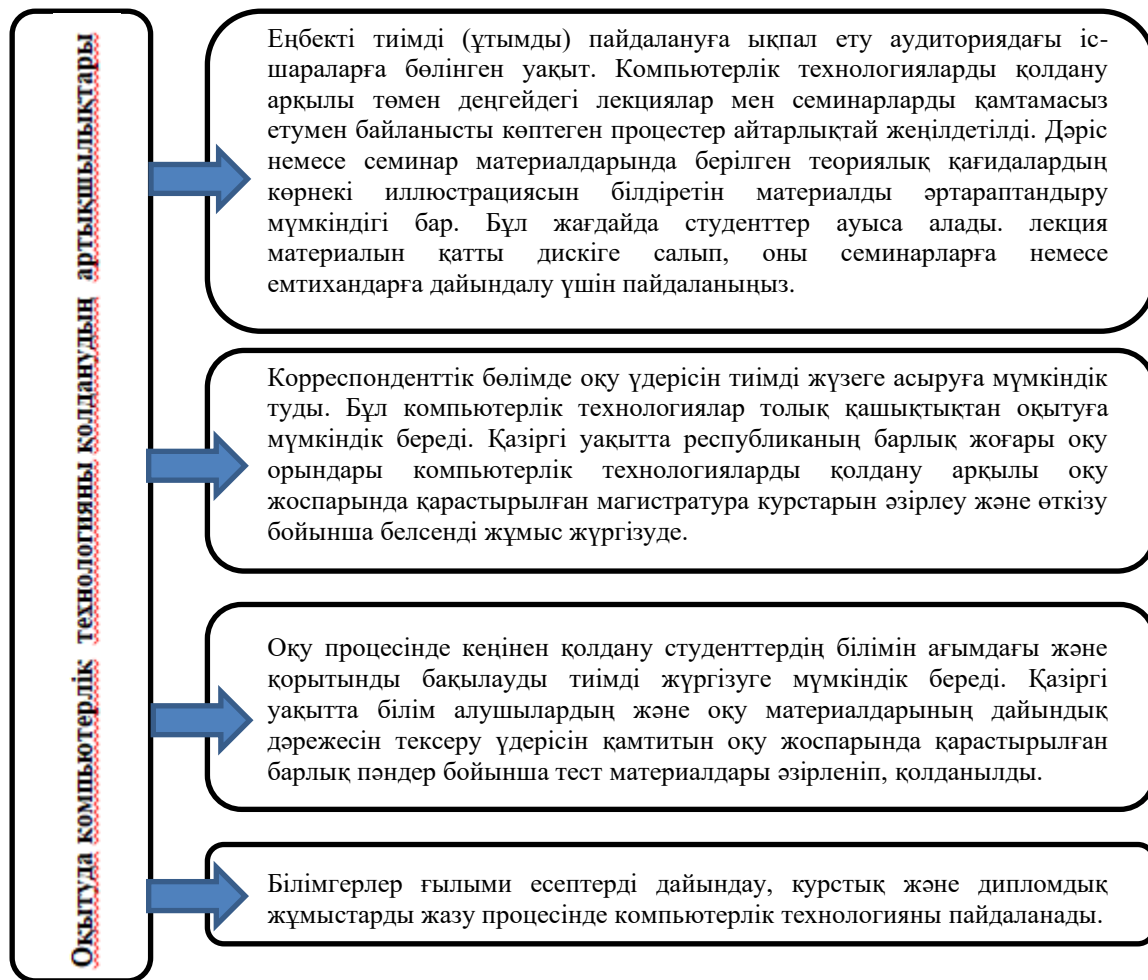 Оқытуда компьютерлік технологияны қолданудың артықшылықтары
Еңбекті тиімді (ұтымды) пайдалануға ықпал ету аудиториядағы іс-
шараларға бөлінген уақыт. Компьютерлік технологияларды қолдану
арқылы төмен деңгейдегі лекциялар мен семинарларды қамтамасыз
етумен байланысты көптеген процестер айтарлықтай жеңілдетілді. Дәріс
немесе семинар материалдарында берілген теориялық қағидалардың
көрнекі иллюстрациясын білдіретін материалды әртараптандыру
мүмкіндігі бар. Бұл жағдайда студенттер ауыса алады. лекция
материалын қатты дискіге салып, оны семинарларға немесе
емтихандарға дайындалу үшін пайдаланыңыз.
Корреспонденттік бөлімде оқу үдерісін тиімді жүзеге асыруға мүмкіндік
туды. Бұл компьютерлік технологиялар толық қашықтықтан оқытуға
мүмкіндік береді. Қазіргі уақытта республиканың барлық жоғары оқу
орындары компьютерлік технологияларды қолдану арқылы оқу
жоспарында қарастырылған магистратура курстарын әзірлеу және өткізу
бойынша белсенді жұмыс жүргізуде.
Оқу процесінде кеңінен қолдану студенттердің білімін ағымдағы және
қорытынды бақылауды тиімді жүргізуге мүмкіндік береді. Қазіргі
уақытта білім алушылардың және оқу материалдарының дайындық
дәрежесін тексеру үдерісін қамтитын оқу жоспарында қарастырылған
барлық пәндер бойынша тест материалдары әзірленіп, қолданылды.
Білімгерлер ғылыми есептерді дайындау, курстық және дипломдық
жұмыстарды жазу процесінде компьютерлік технологияны пайдаланады.